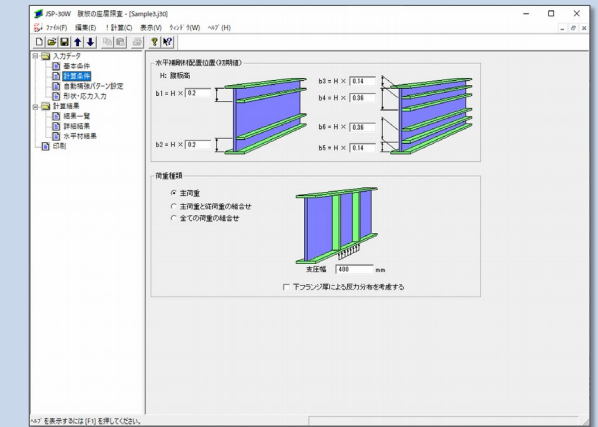 JSP-30W 腹板の座屈照査 - [Sample3.j30]
ファイル(F) 編集(E) !計算(C) 表示(V) ウィンドウ(W) ヘルプ(H)
入力データ
基本条件
計算条件
自動補強パターン設定
形状・応力入力
計算結果
結果一覧
詳細結果
水平材結果
印刷
水平補剛材配置位置(初期値)
H: 腹板高
b1 = H × 0.2
b2 = H × 0.2
b3 = H × 0.14
b4 = H × 0.36
b6 = H × 0.36
b5 = H × 0.14
荷重種類
主荷重
主荷重と従荷重の組合せ
全ての荷重の組合せ
支圧幅 480 mm
下フランジ厚による反力分布を考慮する
ヘルプを表示するには [F1] を押してください。